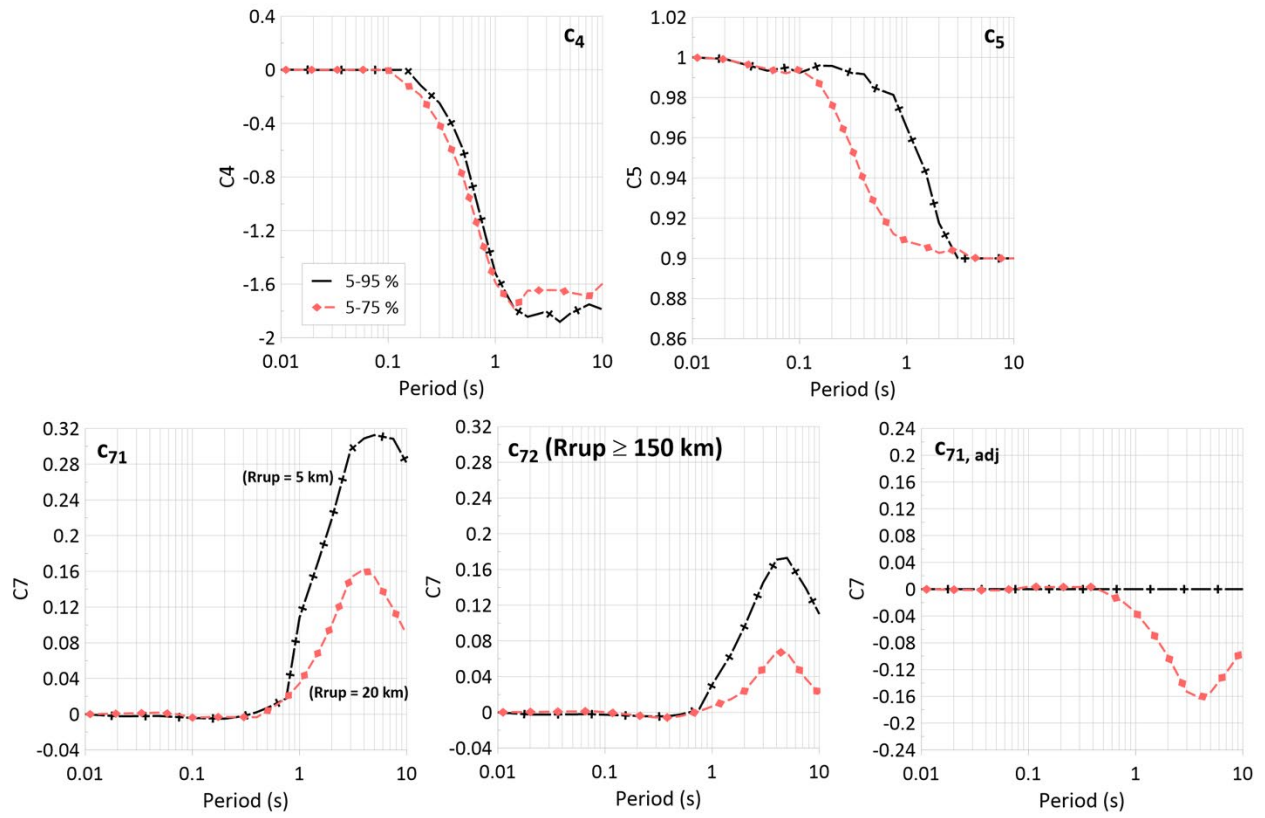 c4
C4
0.4
0
-0.4
-0.8
-1.2
-1.6
-2
5-95 %
5-75 %
0.01 0.1 1 10
Period (s)
c5
C5
1.02
1
0.98
0.96
0.94
0.92
0.9
0.88
0.86
0.01 0.1 1 10
Period (s)
c71
C7
0.32
0.28
0.24
0.2
0.16
0.12
0.08
0.04
0
-0.04
(Rrup = 5 km)
(Rrup = 20 km)
0.01 0.1 1 10
Period (s)
c72 (Rrup ≥ 150 km)
C7
0.32
0.28
0.24
0.2
0.16
0.12
0.08
0.04
0
-0.04
0.01 0.1 1 10
Period (s)
c71, adj
C7
0.24
0.2
0.16
0.12
0.08
0.04
0
-0.04
-0.08
-0.12
-0.16
-0.2
-0.24
0.01 0.1 1 10
Period (s)